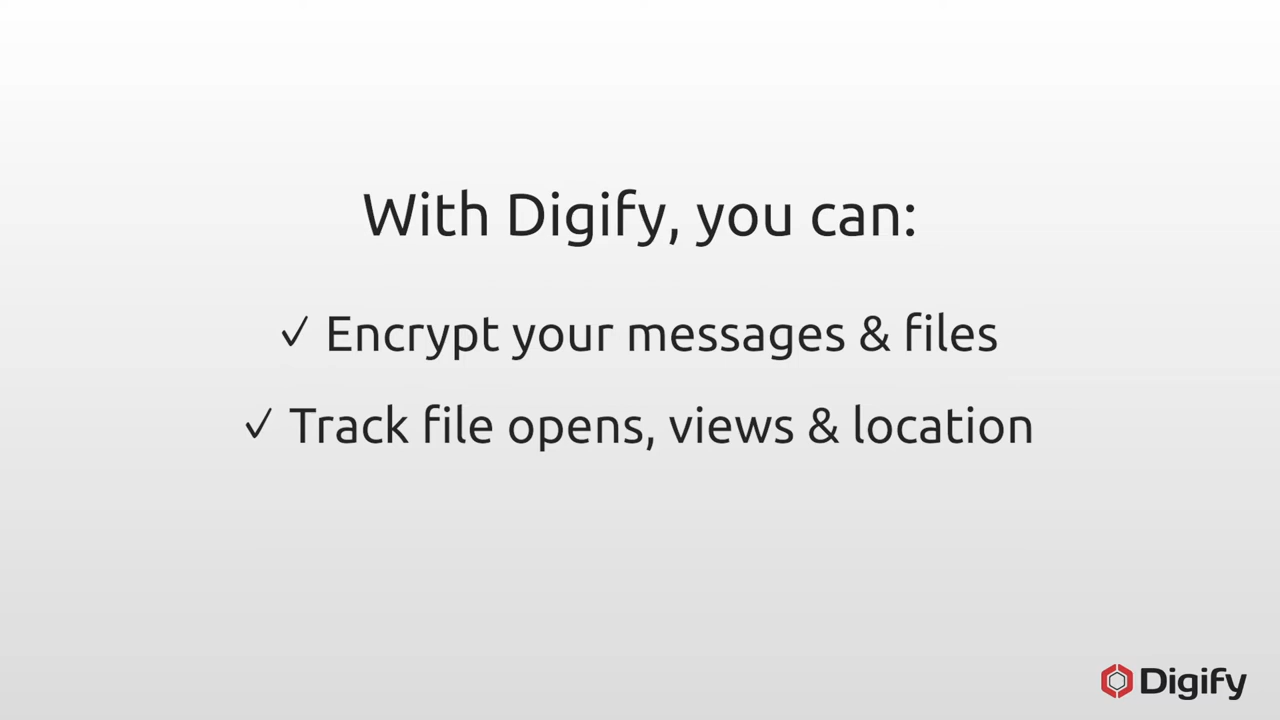 With Digify, you can:
✓ Encrypt your messages & files
✓ Track file opens, views & location
Digify